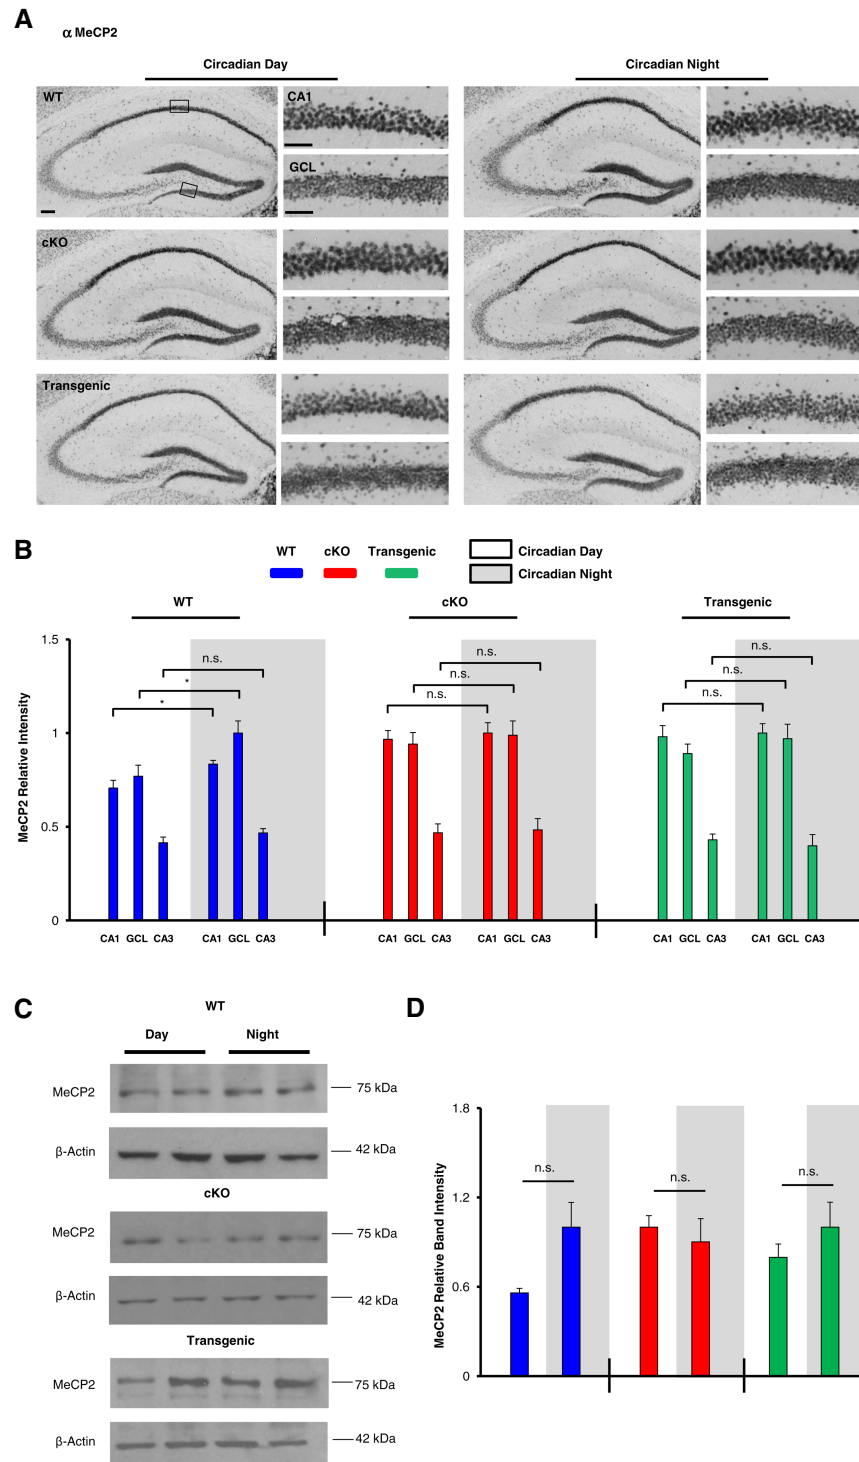 A
α MeCP2
Circadian Day
Circadian Night
WT
CA1
GCL
cKO
Transgenic
B
WT cKO Transgenic
Circadian Day
Circadian Night
WT
cKO
Transgenic
MeCP2 Relative Intensity
1.5
1
0.5
0
n.s.
*
*
n.s.
n.s.
n.s.
n.s.
n.s.
n.s.
CA1 GCL CA3 CA1 GCL CA3 CA1 GCL CA3 CA1 GCL CA3 CA1 GCL CA3 CA1 GCL CA3
C
WT
Day Night
MeCP2 75 kDa
β-Actin 42 kDa
cKO
MeCP2 75 kDa
β-Actin 42 kDa
Transgenic
MeCP2 75 kDa
β-Actin 42 kDa
D
MeCP2 Relative Band Intensity
1.8
1.2
0.6
0
n.s. n.s. n.s.